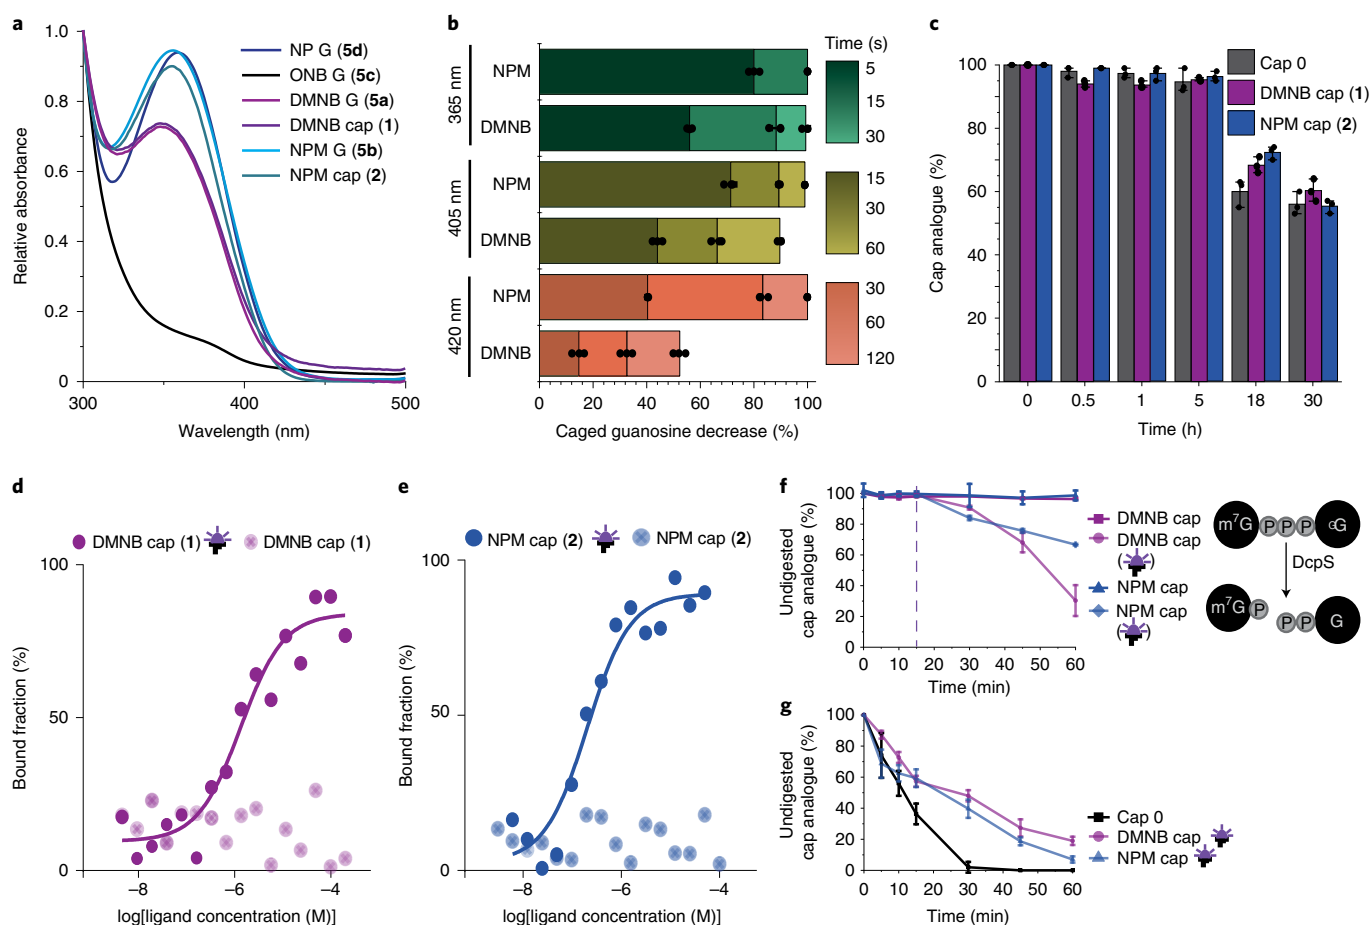 a
1.0
0.8
0.6
0.4
0.2
0
Relative absorbance
300
400
500
Wavelength (nm)
NP G (5d)
ONB G (5c)
DMNB G (5a)
DMNB cap (1)
NPM G (5b)
NPM cap (2)
b
365 nm
405 nm
420 nm
NPM
DMNB
NPM
DMNB
NPM
DMNB
0
20
40
60
80
100
Caged guanosine decrease (%)
Time (s)
5
15
30
15
30
60
30
60
120
c
Cap 0
DMNB cap (1)
NPM cap (2)
100
80
60
40
20
0
Cap analogue (%)
0
0.5
1
5
18
30
Time (h)
d
DMNB cap (1)
DMNB cap (1)
100
50
0
Bound fraction (%)
−8
−6
−4
log[ligand concentration (M)]
e
NPM cap (2)
NPM cap (2)
100
50
0
Bound fraction (%)
−8
−6
−4
log[ligand concentration (M)]
f
100
80
60
40
20
0
Undigested
cap analogue (%)
0
10
20
30
40
50
60
Time (min)
DMNB cap
DMNB cap
( )
NPM cap
NPM cap
( )
m⁷G P P P G
DcpS
m⁷G P P P G
g
100
80
60
40
20
0
Undigested
cap analogue (%)
0
10
20
30
40
50
60
Time (min)
Cap 0
DMNB cap
NPM cap